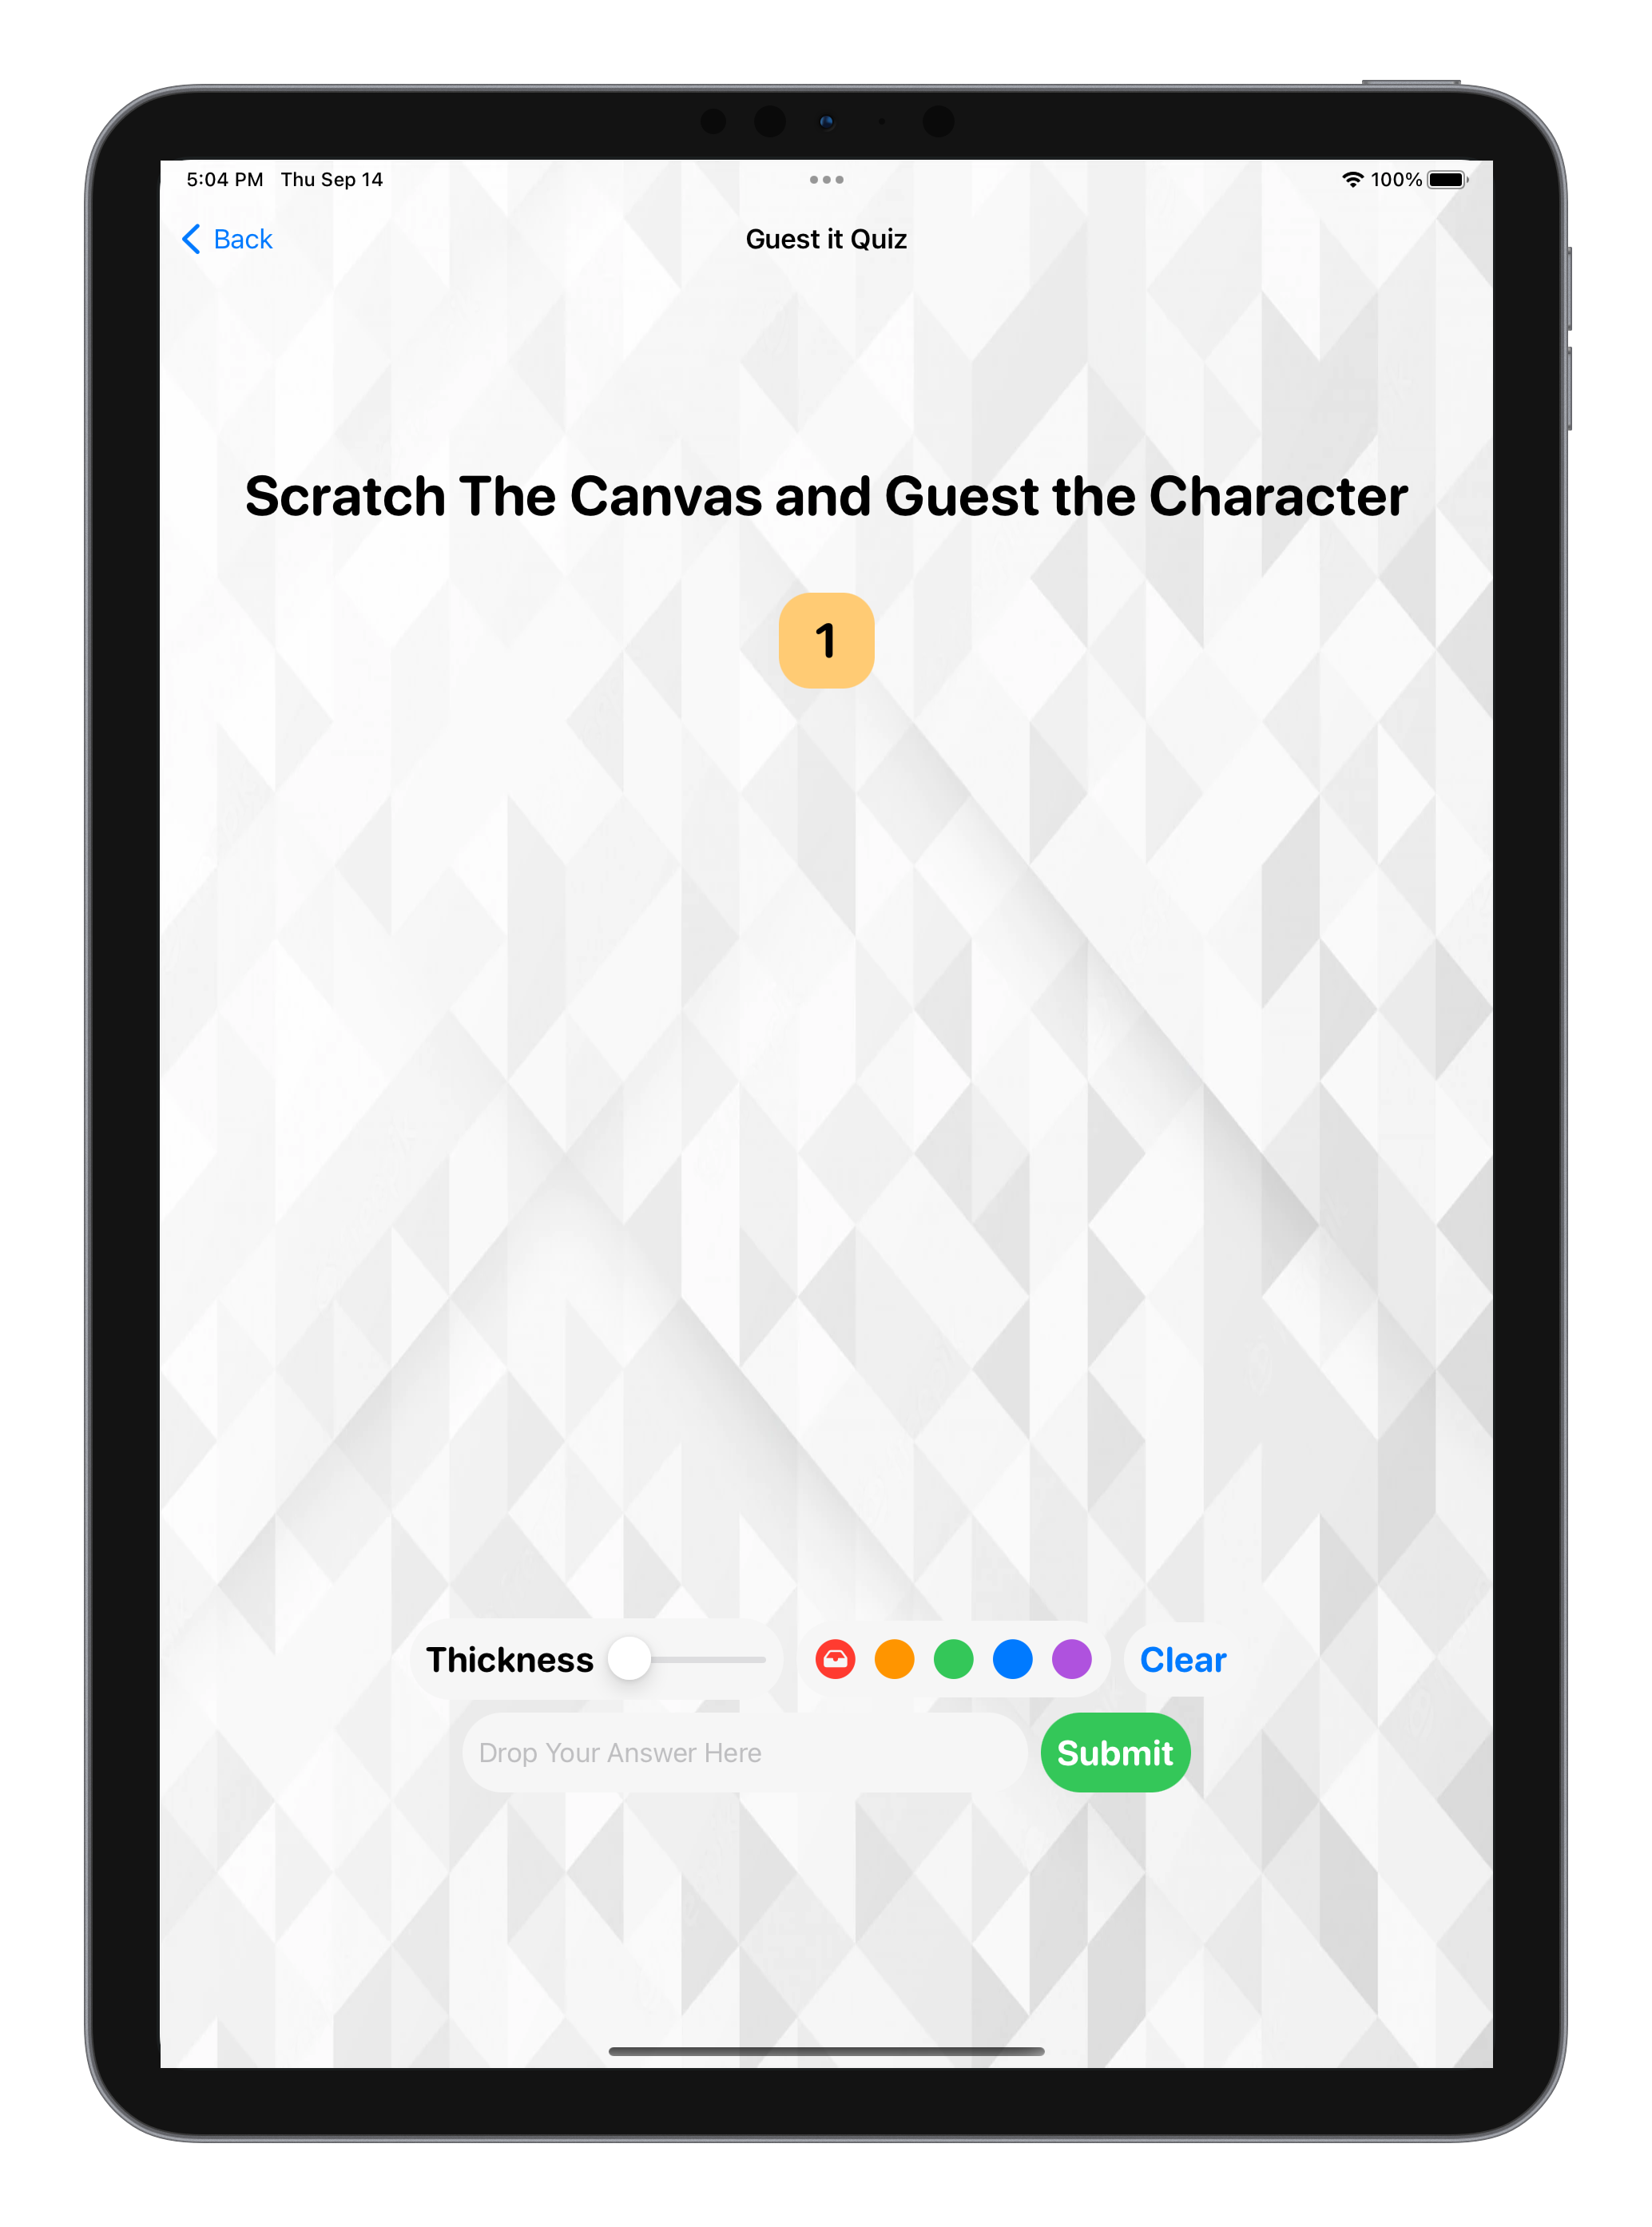 5:04 PM Thu Sep 14
100%
Back
Guest it Quiz
Scratch The Canvas and Guest the Character
1
Thickness
Clear
Drop Your Answer Here
Submit